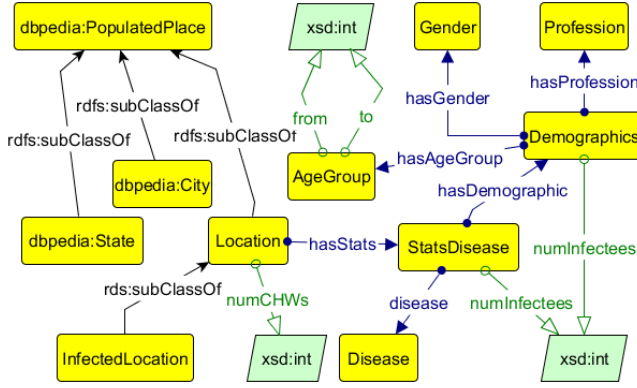 dbpedia:PopulatedPlace
xsd:int
Gender
Profession
hasProfession
hasGender
rdfs:subClassOf
from
to
rdfs:subClassOf
rdfs:subClassOf
Demographics
hasAgeGroup
dbpedia:City
AgeGroup
hasDemographic
dbpedia:State
Location
hasStats
StatsDisease
numInfectees
rds:subClassOf
numCHWs
disease
numInfectees
InfectedLocation
xsd:int
Disease
xsd:int